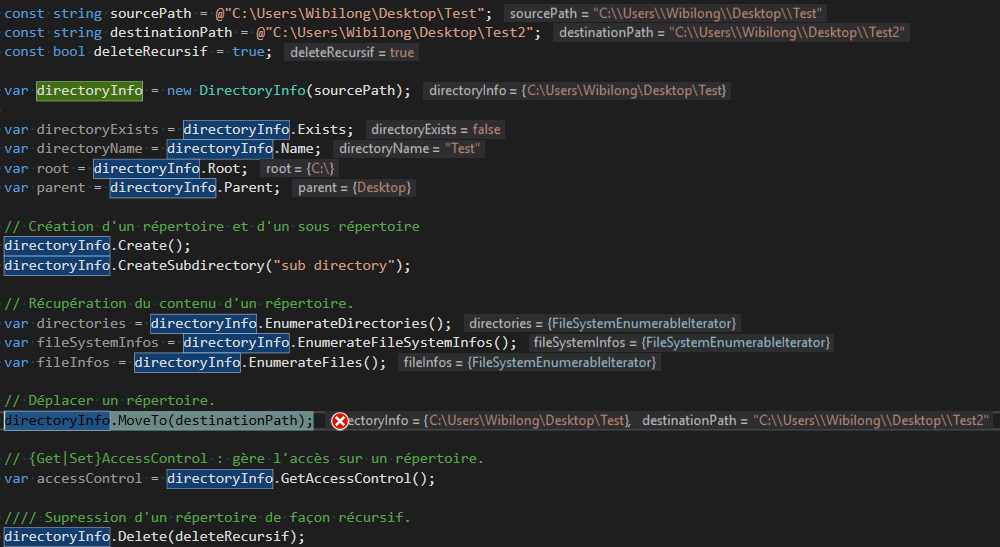 const string sourcePath = @"C:\Users\Wibilong\Desktop\Test"; sourcePath = "C:\\Users\\Wibilong\\Desktop\\Test"
const string destinationPath = @"C:\Users\Wibilong\Desktop\Test2"; destinationPath = "C:\\Users\\Wibilong\\Desktop\\Test2"
const bool deleteRecursif = true; deleteRecursif = true
var directoryInfo = new DirectoryInfo(sourcePath); directoryInfo = {C:\Users\Wibilong\Desktop\Test}
var directoryExists = directoryInfo.Exists; directoryExists = false
var directoryName = directoryInfo.Name; directoryName = "Test"
var root = directoryInfo.Root; root = {C:\}
var parent = directoryInfo.Parent; parent = {Desktop}
// Création d'un répertoire et d'un sous répertoire
directoryInfo.Create();
directoryInfo.CreateSubdirectory("sub directory");
// Récupération du contenu d'un répertoire.
var directories = directoryInfo.EnumerateDirectories(); directories = {FileSystemEnumerableIterator}
var fileSystemInfos = directoryInfo.EnumerateFileSystemInfos(); fileSystemInfos = {FileSystemEnumerableIterator}
var fileInfos = directoryInfo.EnumerateFiles(); fileInfos = {FileSystemEnumerableIterator}
// Déplacer un répertoire.
directoryInfo.MoveTo(destinationPath); ectoryInfo = {C:\Users\Wibilong\Desktop\Test}, destinationPath = "C:\\Users\\Wibilong\\Desktop\\Test2"
// {Get|Set}AccessControl : gère l'accès sur un répertoire.
var accessControl = directoryInfo.GetAccessControl();
//// Supression d'un répertoire de façon récursif.
directoryInfo.Delete(deleteRecursif);